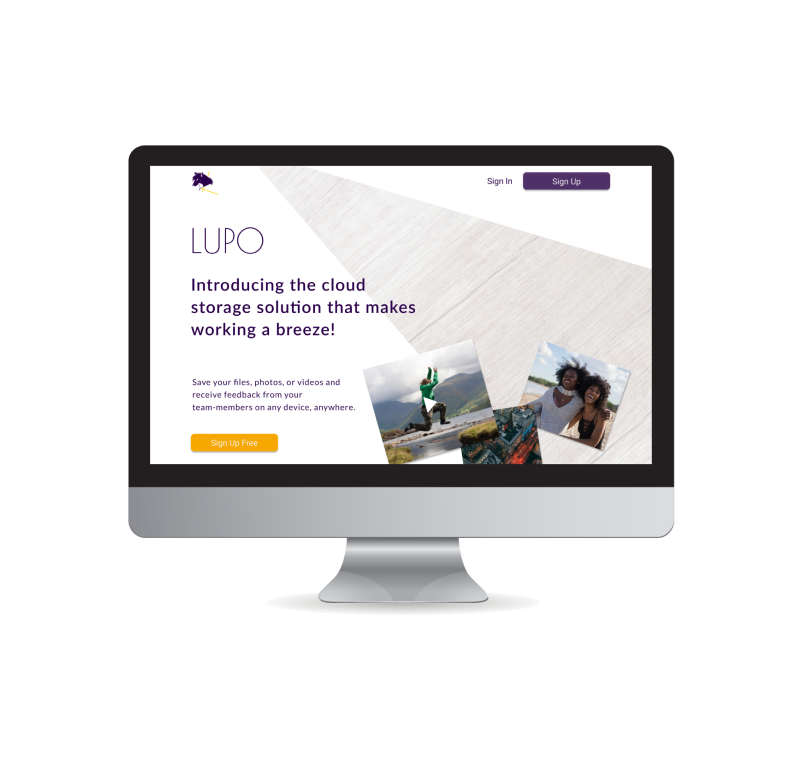 Sign In
Sign Up
LUPO
Introducing the cloud
storage solution that makes
working a breeze!
Save your files, photos, or videos and
receive feedback from your
team-members on any device, anywhere.
Sign Up Free